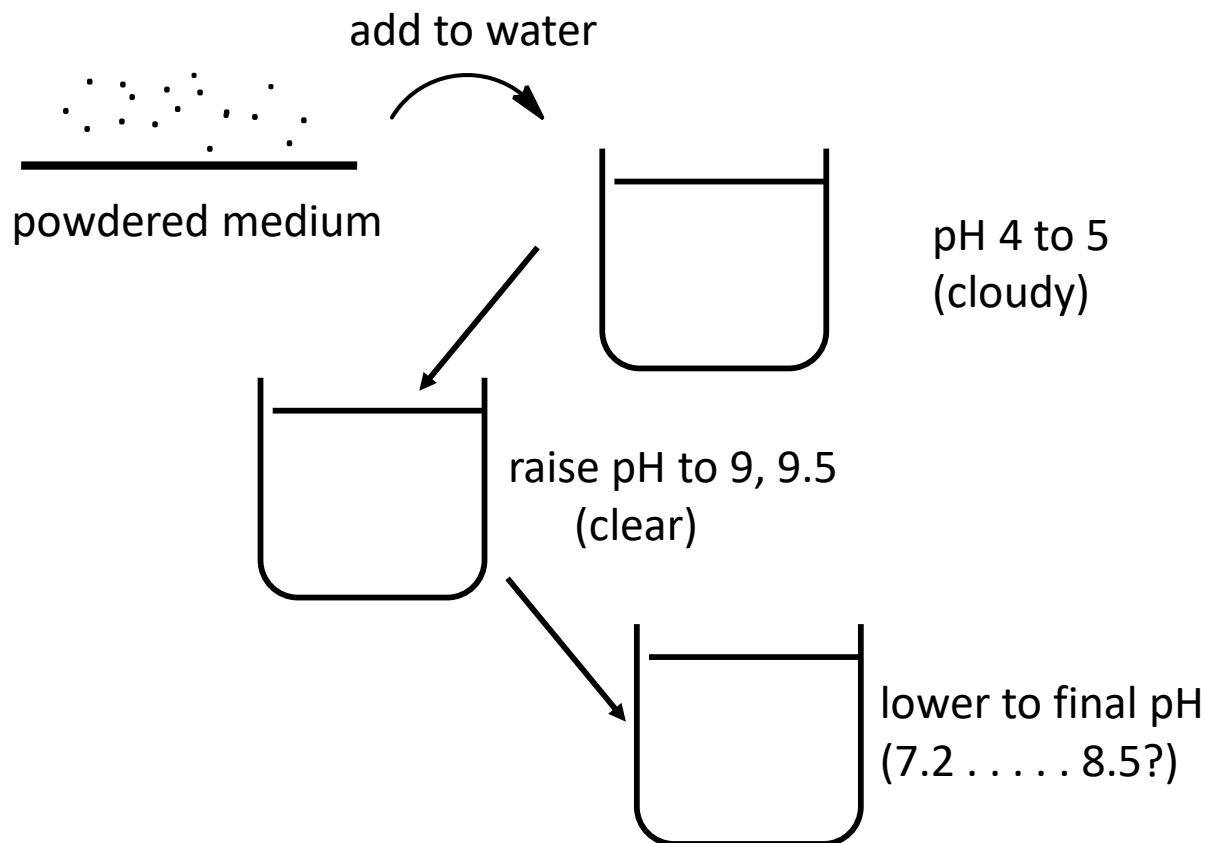 add to water
powdered medium
pH 4 to 5
(cloudy)
raise pH to 9, 9.5
(clear)
lower to final pH
(7.2 . . . . . 8.5?)